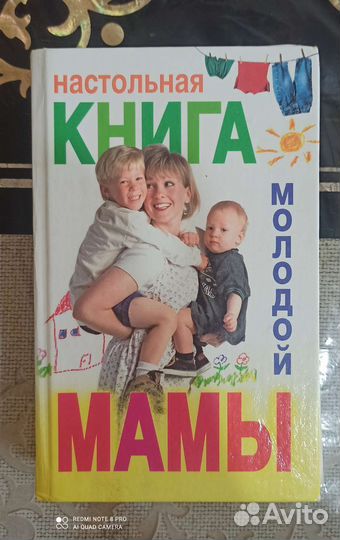 настольная
КНИГА
МОЛОДОЙ
МАМЫ
REDMI NOTE 8 PRO
AI QUAD CAMERA
Avito